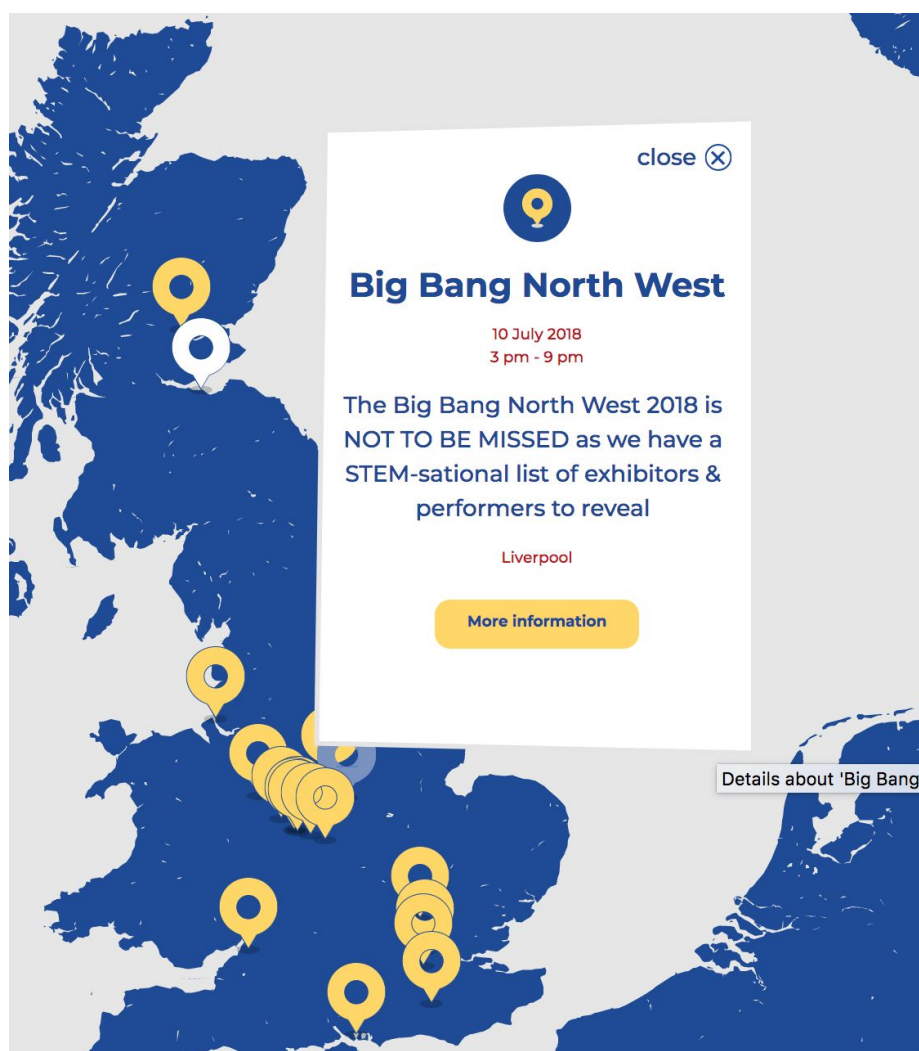 close
Big Bang North West
10 July 2018
3 pm - 9 pm
The Big Bang North West 2018 is
NOT TO BE MISSED as we have a
STEM-sational list of exhibitors &
performers to reveal
Liverpool
More information
Details about 'Big Bang